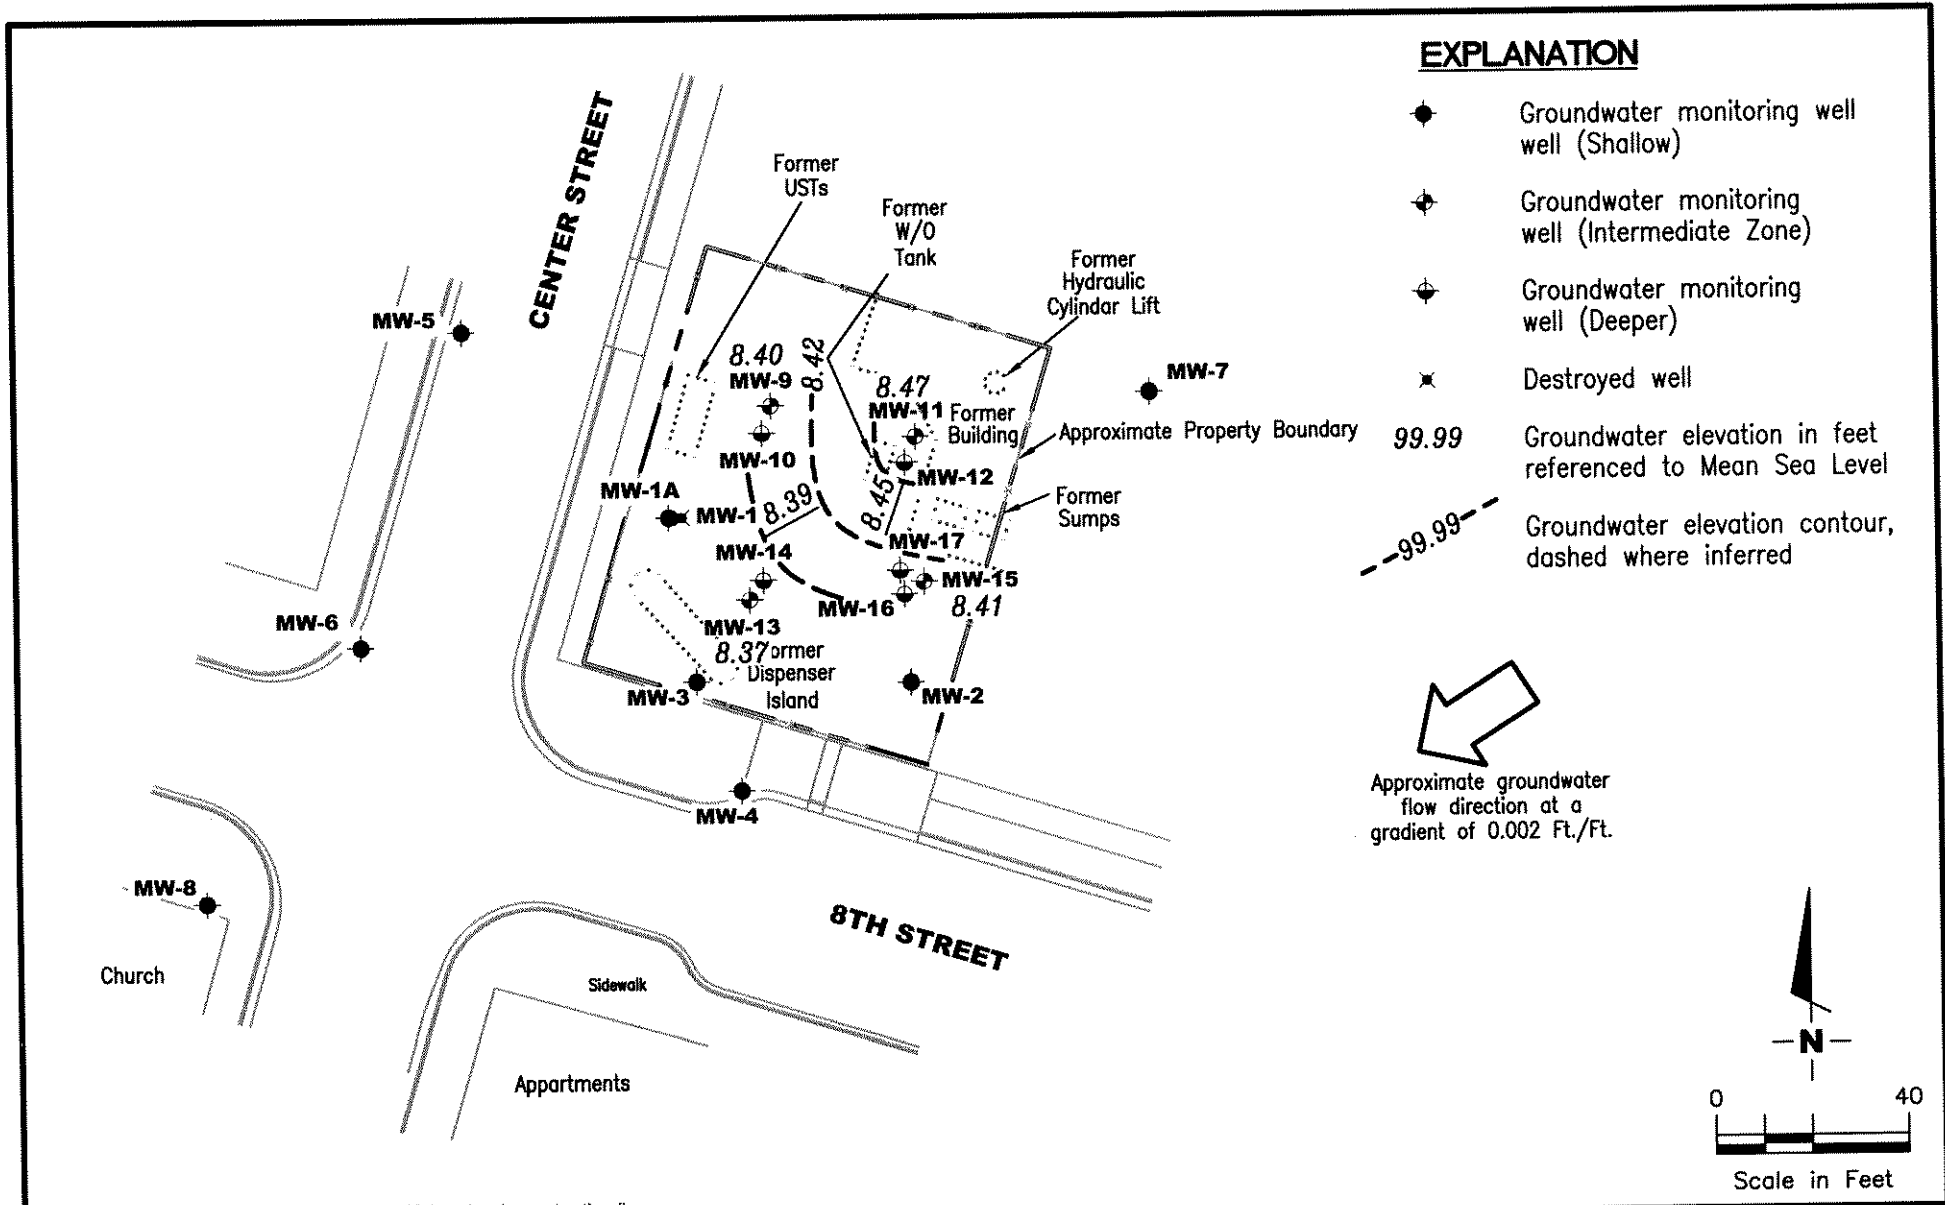 EXPLANATION
Groundwater monitoring well
well (Shallow)
Groundwater monitoring
well (Intermediate Zone)
Groundwater monitoring
well (Deeper)
Destroyed well
99.99
Groundwater elevation in feet
referenced to Mean Sea Level
99.99
Groundwater elevation contour,
dashed where inferred
CENTER STREET
Former
USTs
Former
W/O
Tank
Former
Hydraulic
Cylindar Lift
MW-5
8.40
MW-9
8.42
8.47
MW-11
Former
Building
MW-7
Approximate Property Boundary
MW-10
MW-12
MW-1A
MW-1
8.39
8.45
Former
Sumps
MW-14
MW-17
MW-15
8.41
MW-16
MW-6
MW-13
8.37
ormer
Dispenser
Island
MW-3
MW-2
MW-4
Approximate groundwater
flow direction at a
gradient of 0.002 Ft./Ft.
MW-8
8TH STREET
Church
Sidewalk
Appartments
N
0 40
Scale in Feet